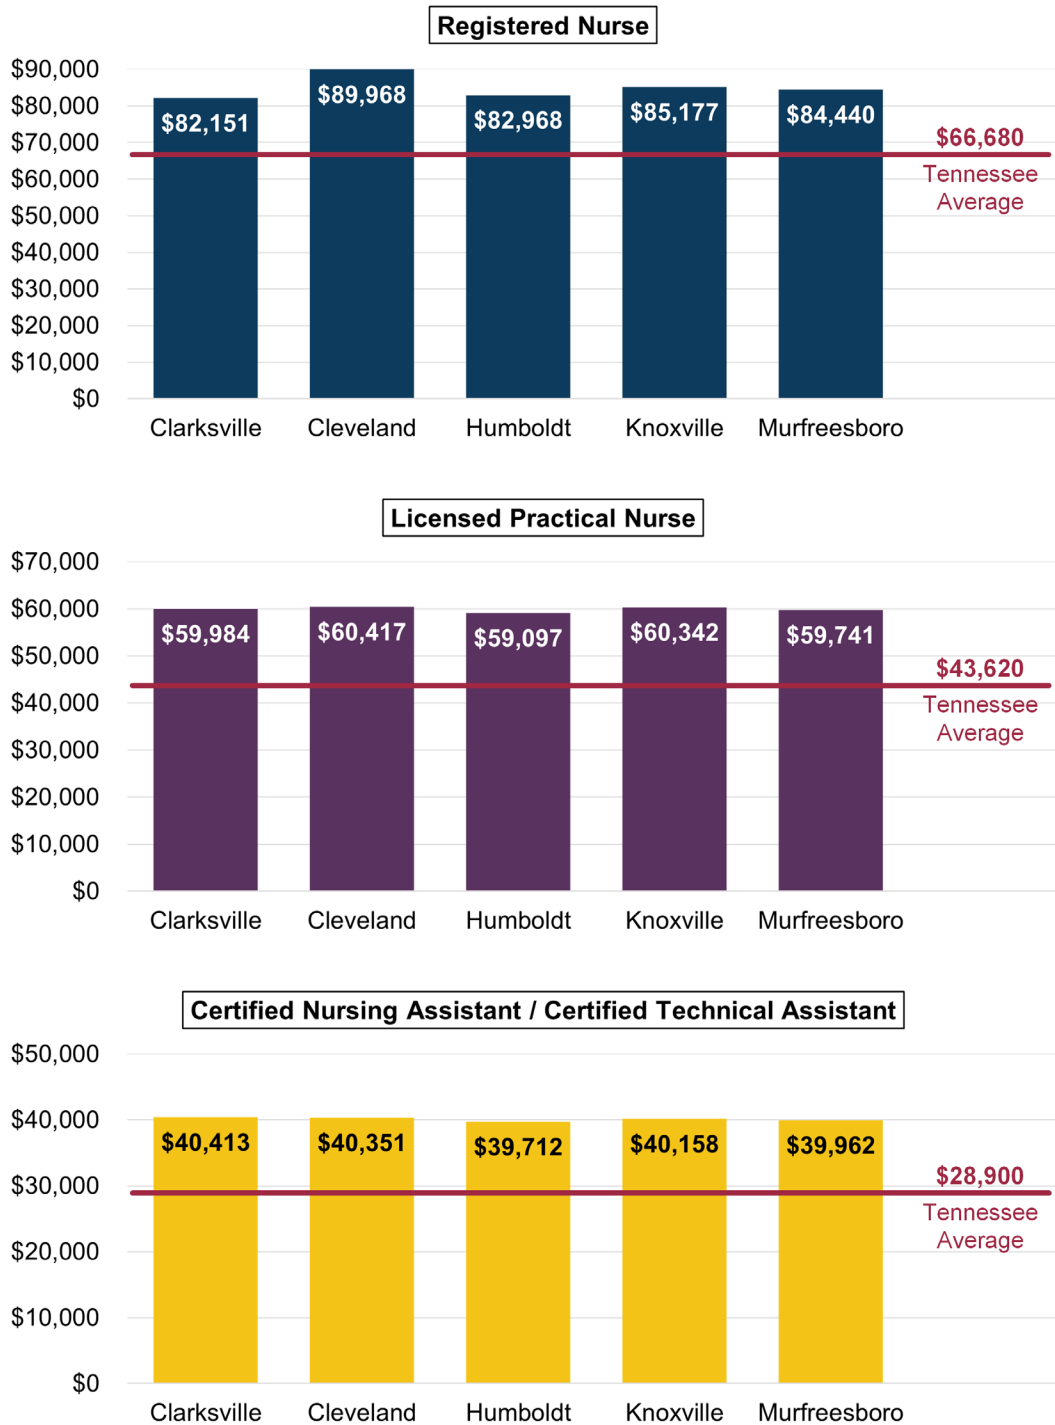 Registered Nurse
$90,000
$80,000
$70,000
$60,000
$50,000
$40,000
$30,000
$20,000
$10,000
$0
$82,151
$89,968
$82,968
$85,177
$84,440
$66,680
Tennessee
Average
Clarksville
Cleveland
Humboldt
Knoxville
Murfreesboro
Licensed Practical Nurse
$70,000
$60,000
$50,000
$40,000
$30,000
$20,000
$10,000
$0
$59,984
$60,417
$59,097
$60,342
$59,741
$43,620
Tennessee
Average
Clarksville
Cleveland
Humboldt
Knoxville
Murfreesboro
Certified Nursing Assistant / Certified Technical Assistant
$50,000
$40,000
$30,000
$20,000
$10,000
$0
$40,413
$40,351
$39,712
$40,158
$39,962
$28,900
Tennessee
Average
Clarksville
Cleveland
Humboldt
Knoxville
Murfreesboro